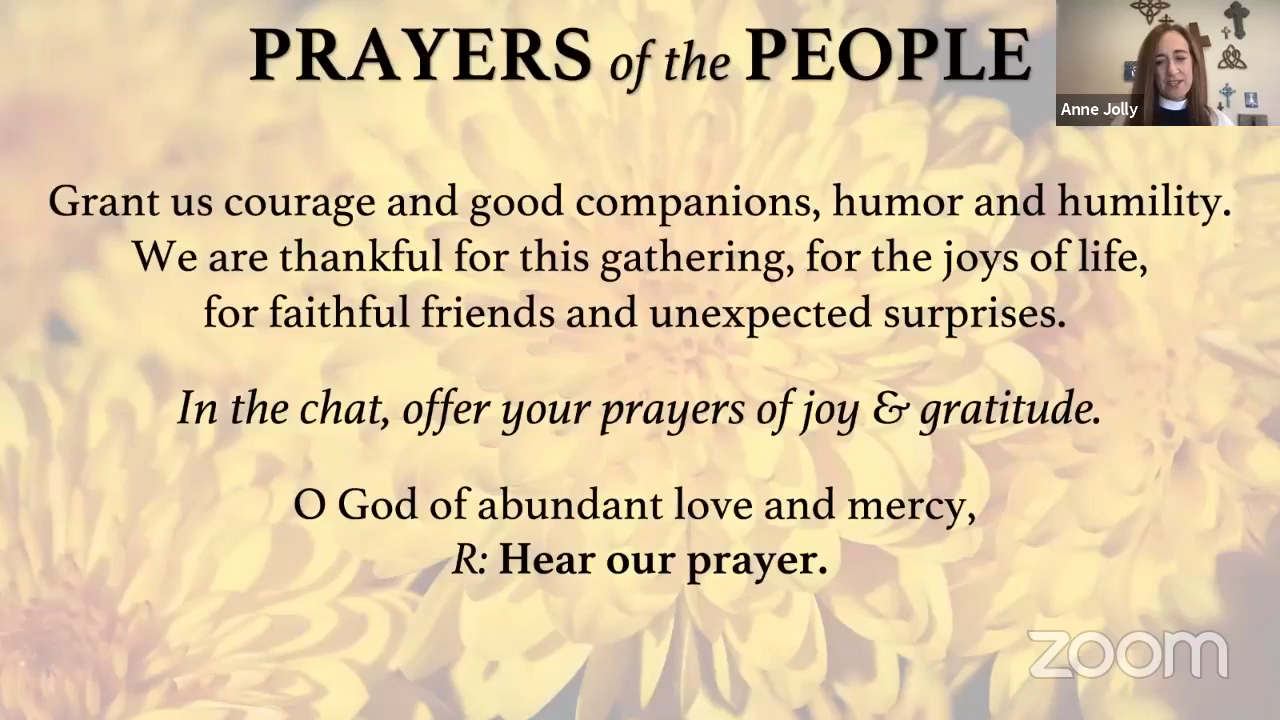 PRAYERS of the PEOPLE
Anne Jolly
Grant us courage and good companions, humor and humility.
We are thankful for this gathering, for the joys of life,
for faithful friends and unexpected surprises.
In the chat, offer your prayers of joy & gratitude.
O God of abundant love and mercy,
R: Hear our prayer.
zoom